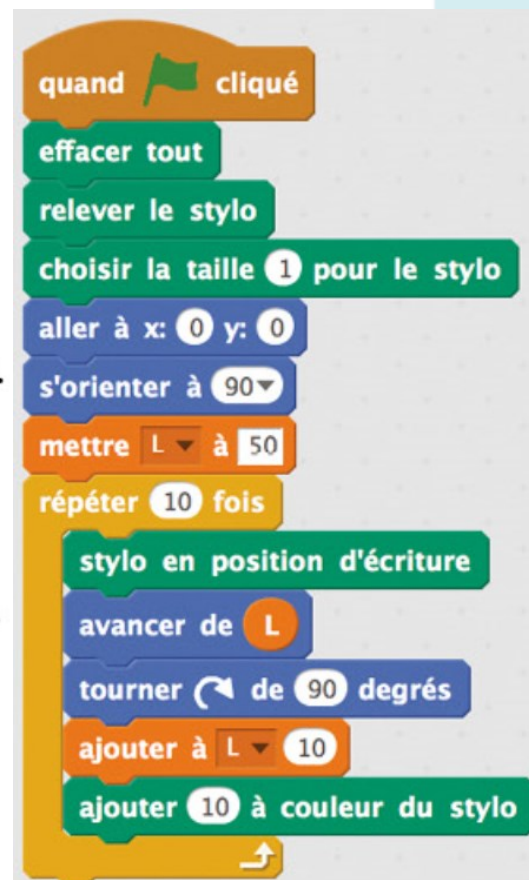 quand cliqué
effacer tout
relever le stylo
choisir la taille 1 pour le stylo
aller à x: 0 y: 0
s'orienter à 90
mettre L à 50
répéter 10 fois
stylo en position d'écriture
avancer de L
tourner de 90 degrés
ajouter à L 10
ajouter 10 à couleur du stylo